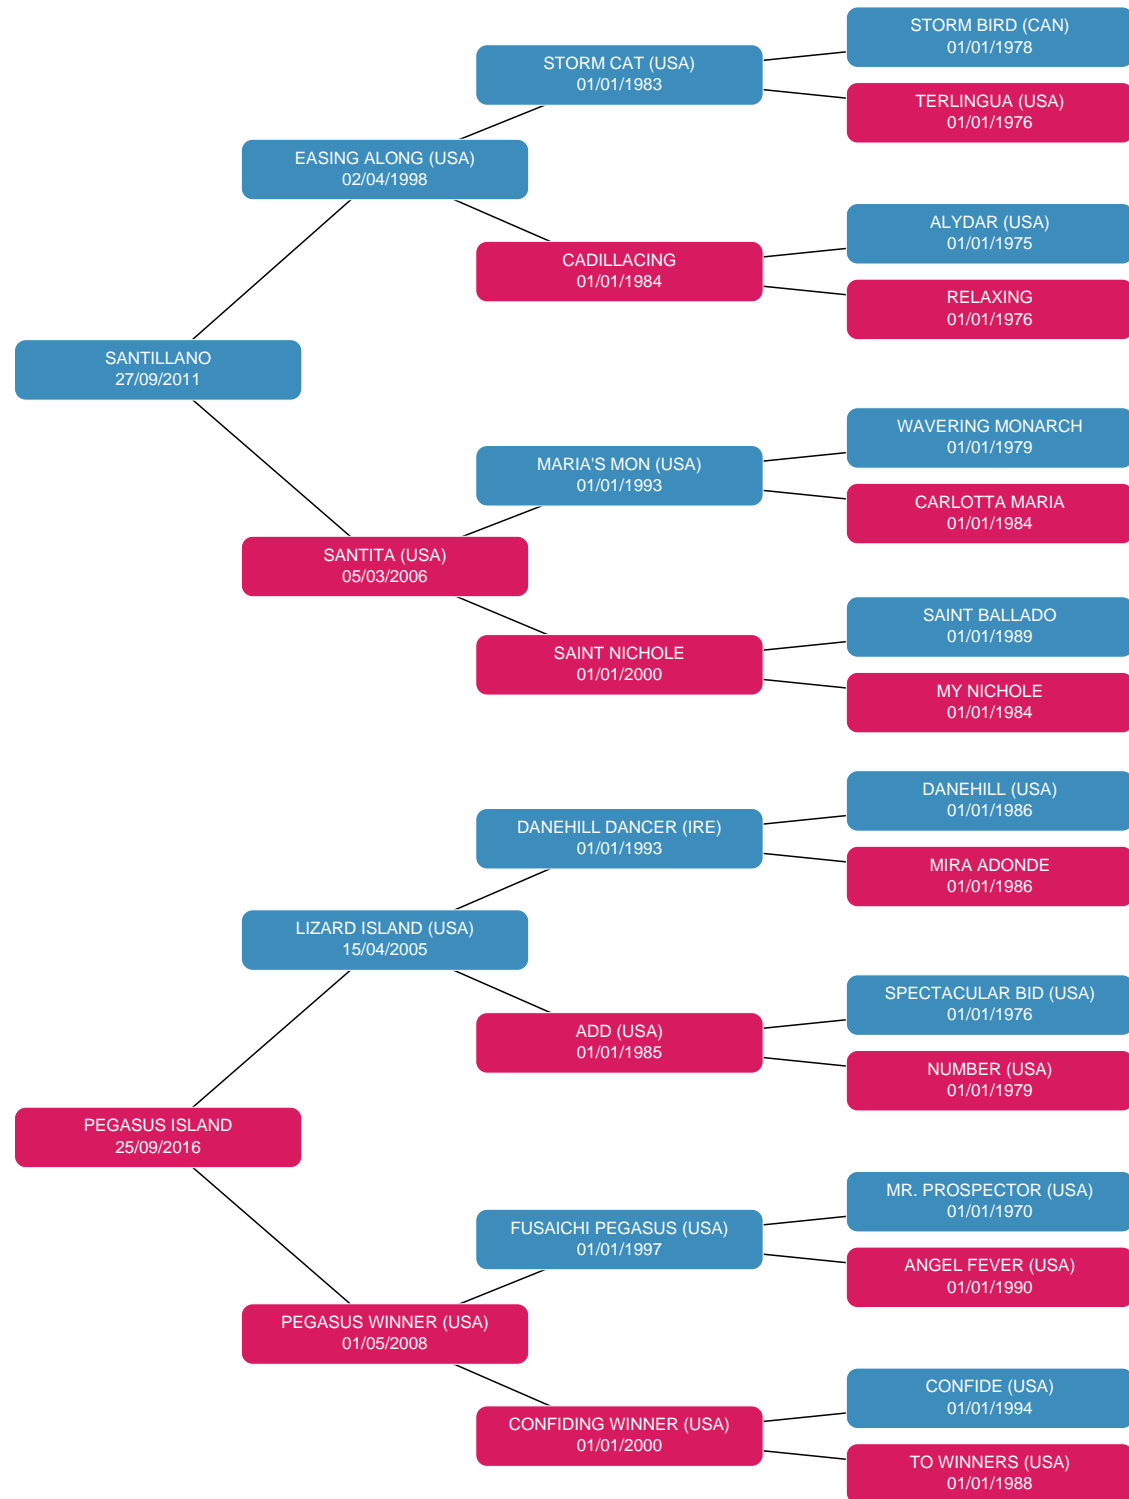 STORM BIRD (CAN)
01/01/1978
STORM CAT (USA)
01/01/1983
TERLINGUA (USA)
01/01/1976
EASING ALONG (USA)
02/04/1998
ALYDAR (USA)
01/01/1975
CADILLACING
01/01/1984
RELAXING
01/01/1976
SANTILLANO
27/09/2011
WAVERING MONARCH
01/01/1979
MARIA'S MON (USA)
01/01/1993
CARLOTTA MARIA
01/01/1984
SANTITA (USA)
05/03/2006
SAINT BALLADO
01/01/1989
SAINT NICHOLE
01/01/2000
MY NICHOLE
01/01/1984
DANEHILL (USA)
01/01/1986
DANEHILL DANCER (IRE)
01/01/1993
MIRA ADONDE
01/01/1986
LIZARD ISLAND (USA)
15/04/2005
SPECTACULAR BID (USA)
01/01/1976
ADD (USA)
01/01/1985
NUMBER (USA)
01/01/1979
PEGASUS ISLAND
25/09/2016
MR. PROSPECTOR (USA)
01/01/1970
FUSAICHI PEGASUS (USA)
01/01/1997
ANGEL FEVER (USA)
01/01/1990
PEGASUS WINNER (USA)
01/05/2008
CONFIDE (USA)
01/01/1994
CONFIDING WINNER (USA)
01/01/2000
TO WINNERS (USA)
01/01/1988